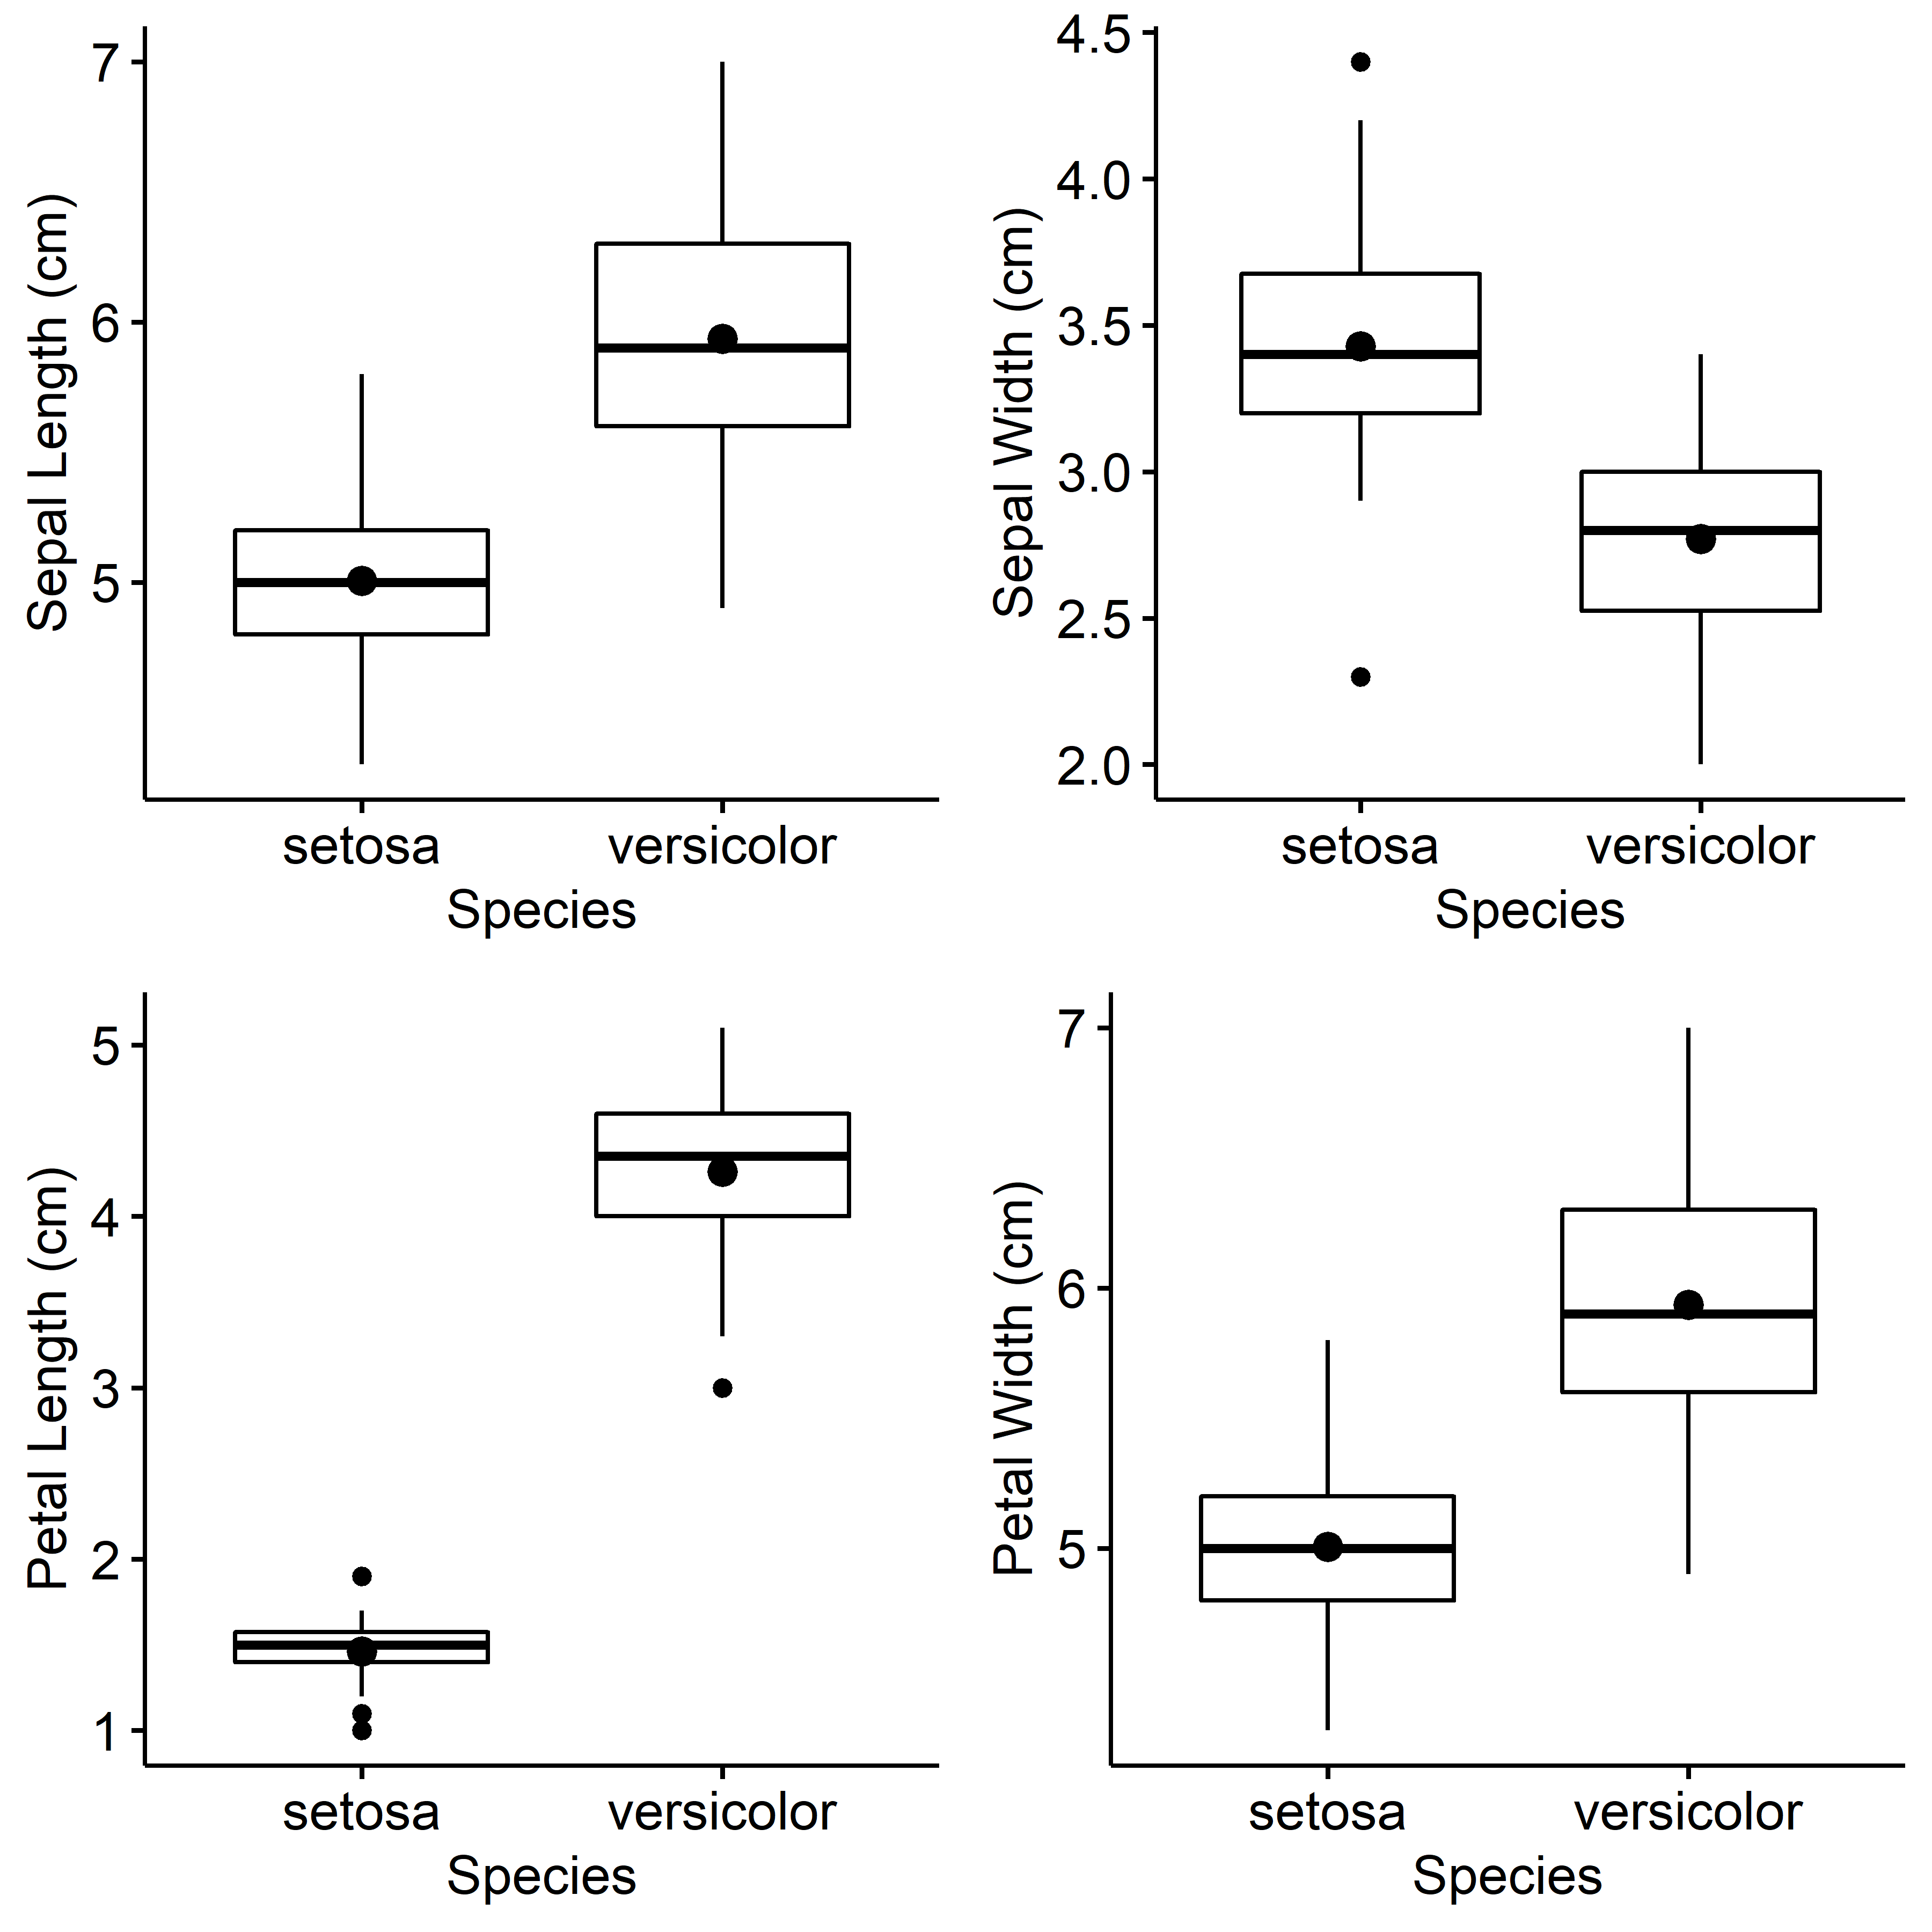 Sepal Length (cm)
7
6
5
setosa versicolor
Species
Sepal Width (cm)
4.5
4.0
3.5
3.0
2.5
2.0
setosa versicolor
Species
Petal Length (cm)
5
4
3
2
1
setosa versicolor
Species
Petal Width (cm)
7
6
5
setosa versicolor
Species